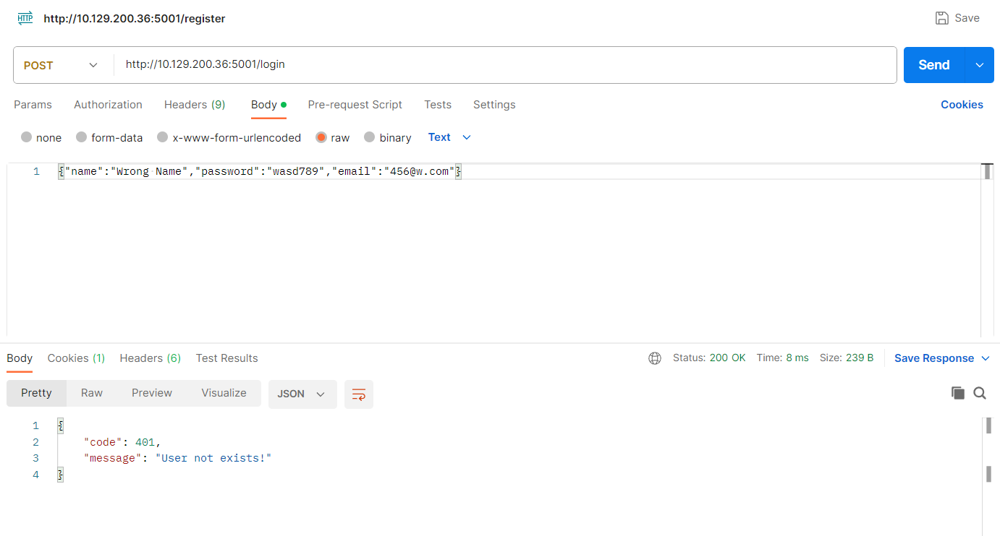 HTTP http://10.129.200.36:5001/register Save
POST http://10.129.200.36:5001/login Send
Params Authorization Headers (9) Body Pre-request Script Tests Settings Cookies
none form-data x-www-form-urlencoded raw binary Text
1 {"name":"Wrong Name","password":"wasd789","email":"456@w.com"}
Body Cookies (1) Headers (6) Test Results Status: 200 OK Time: 8 ms Size: 239 B Save Response
Pretty Raw Preview Visualize JSON
1 {
2 "code": 401,
3 "message": "User not exists!"
4 }